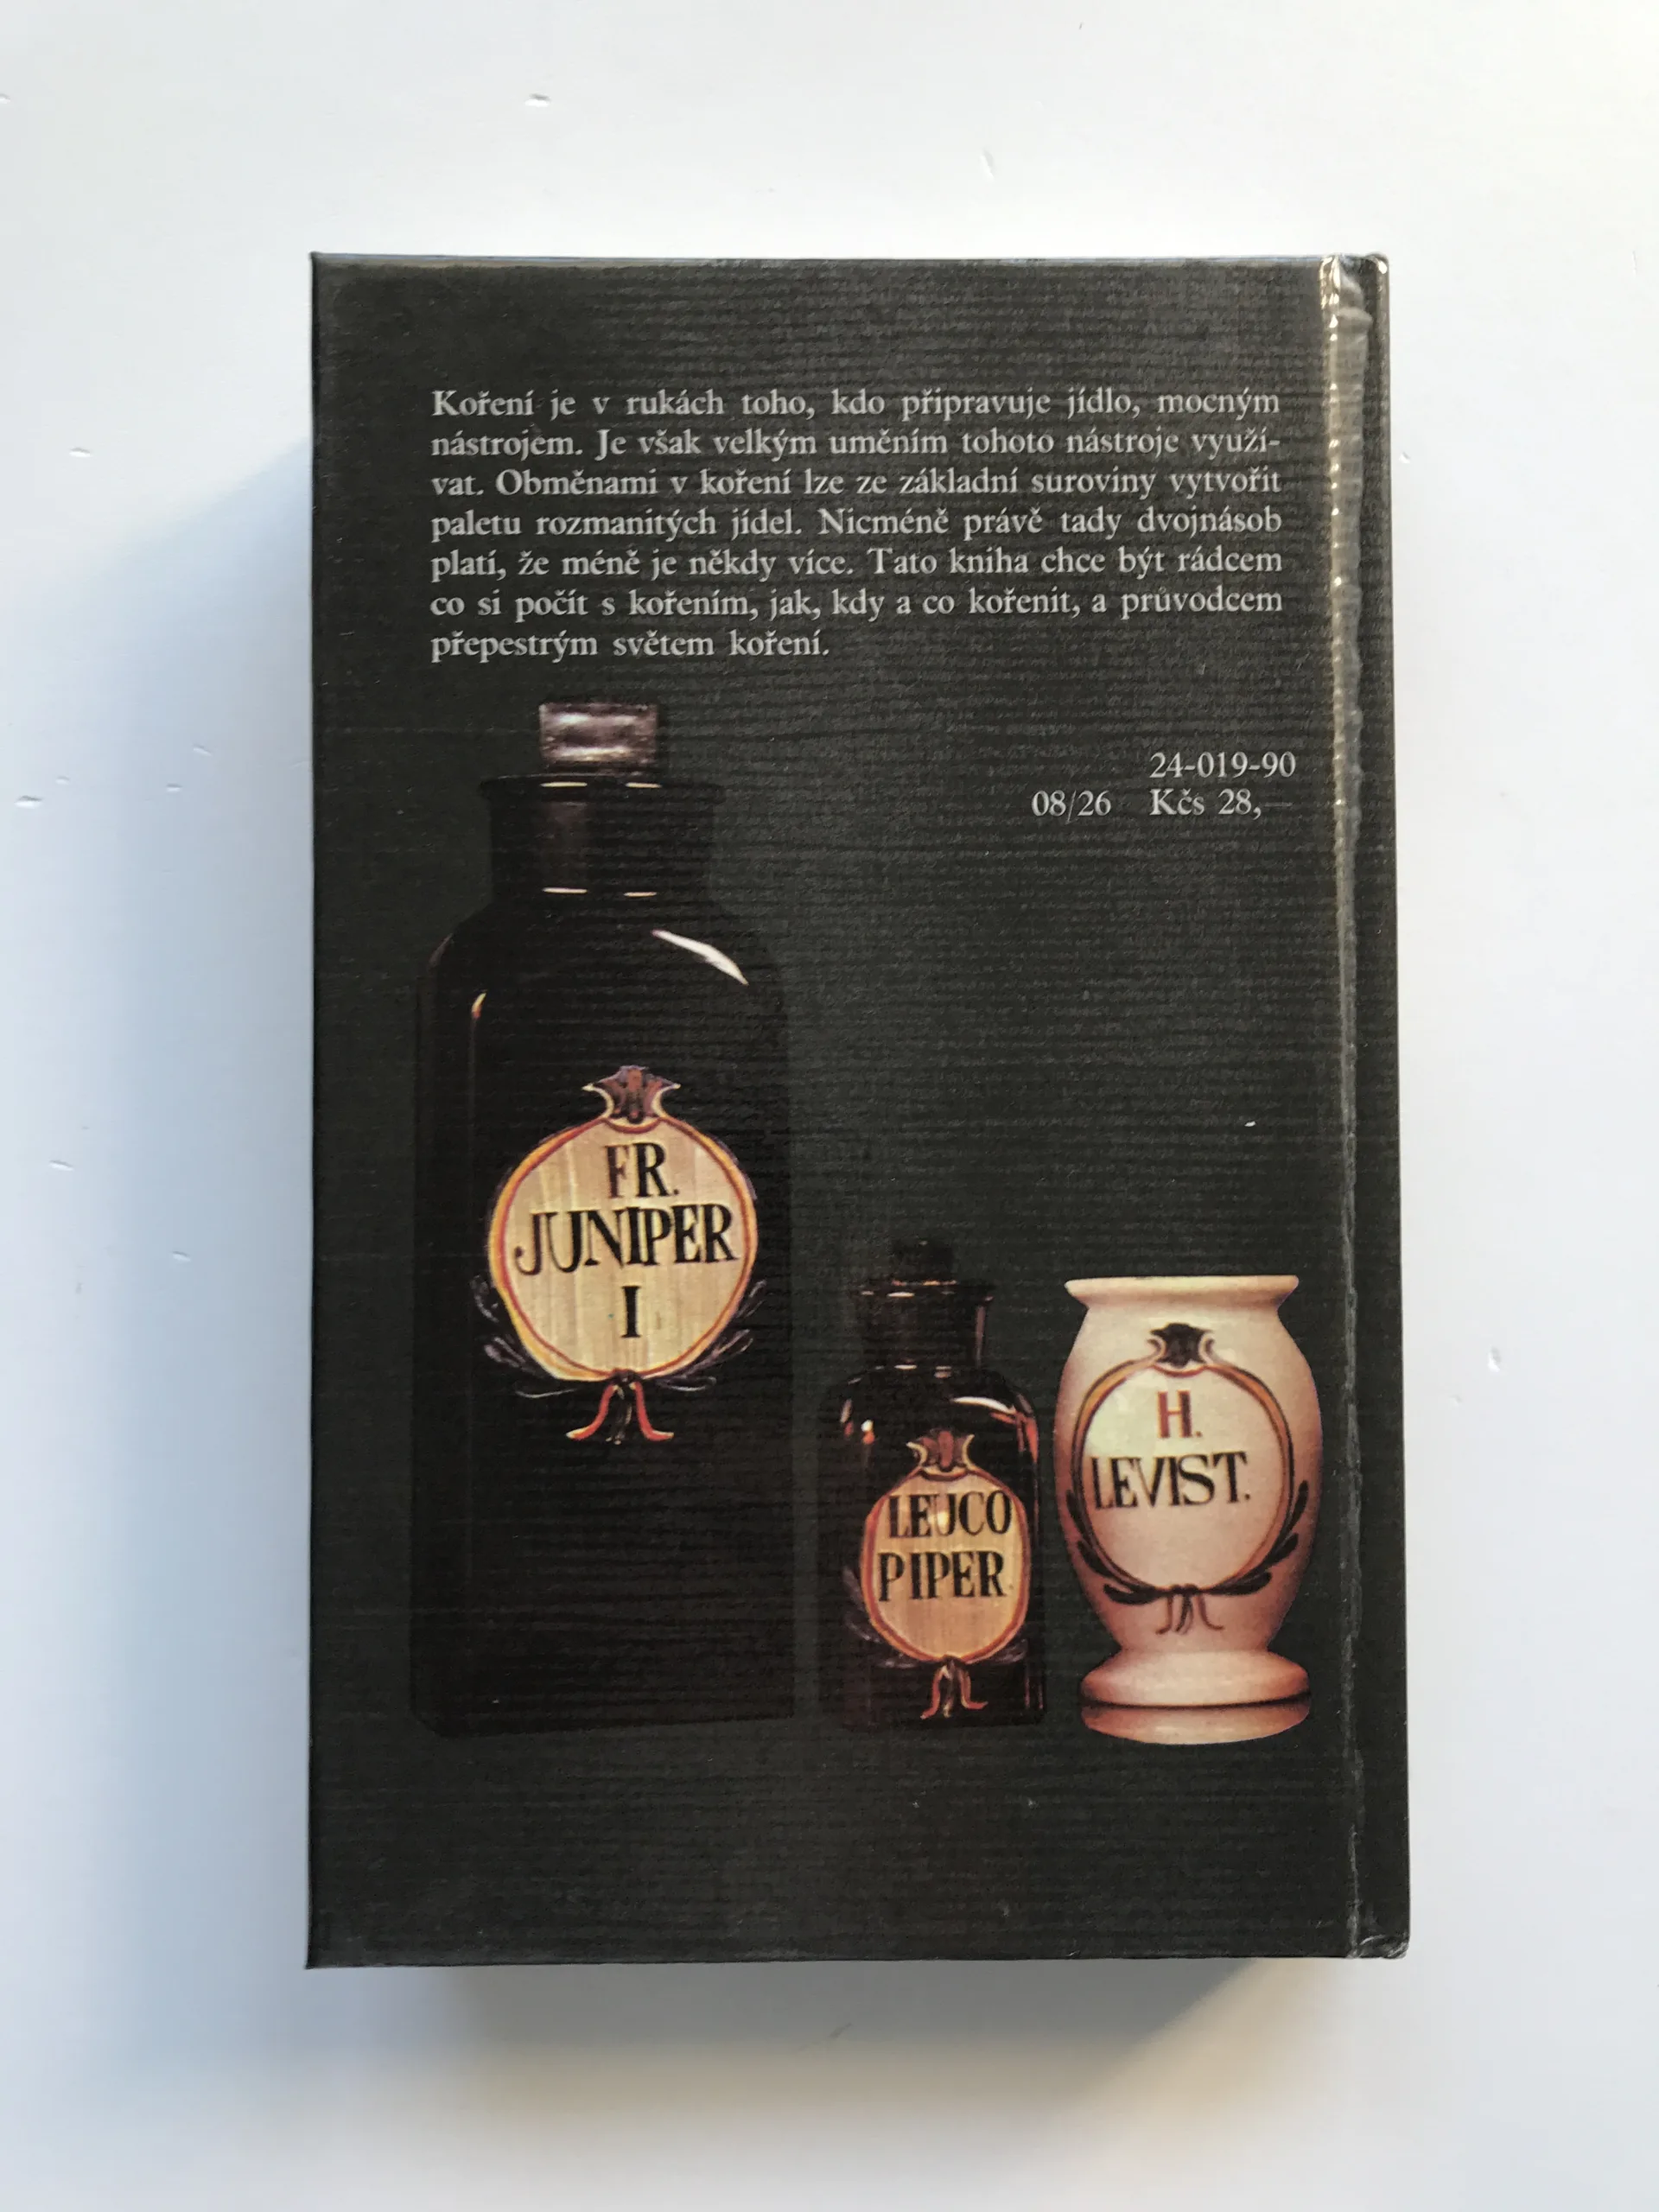 Koření je v rukách toho, kdo připravuje jídlo, mocným
nástrojem. Je však velkým uměním tohoto nástroje využí-
vat. Obměnami v koření lze ze základní suroviny vytvořit
paletu rozmanitých jídel. Nicméně právě tady dvojnásob
platí, že méně je někdy více. Tato kniha chce být rádcem
co si počít s kořením, jak, kdy a co kořenit, a průvodcem
přepestrým světem koření.
24-019-90
08/26 Kčs 28,—
FR.
JUNIPER
I
LEUCO
PIPER.
H.
LEVIST.